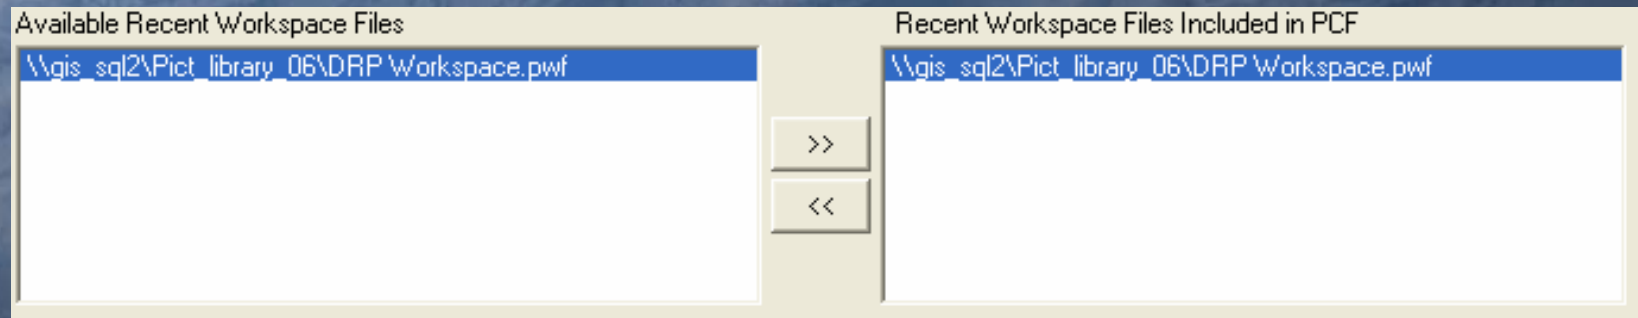 Available Recent Workspace Files
\\gis_sql2\Pict_library_06\DRP Workspace.pwf
>>
<<
Recent Workspace Files Included in PCF
\\gis_sql2\Pict_library_06\DRP Workspace.pwf